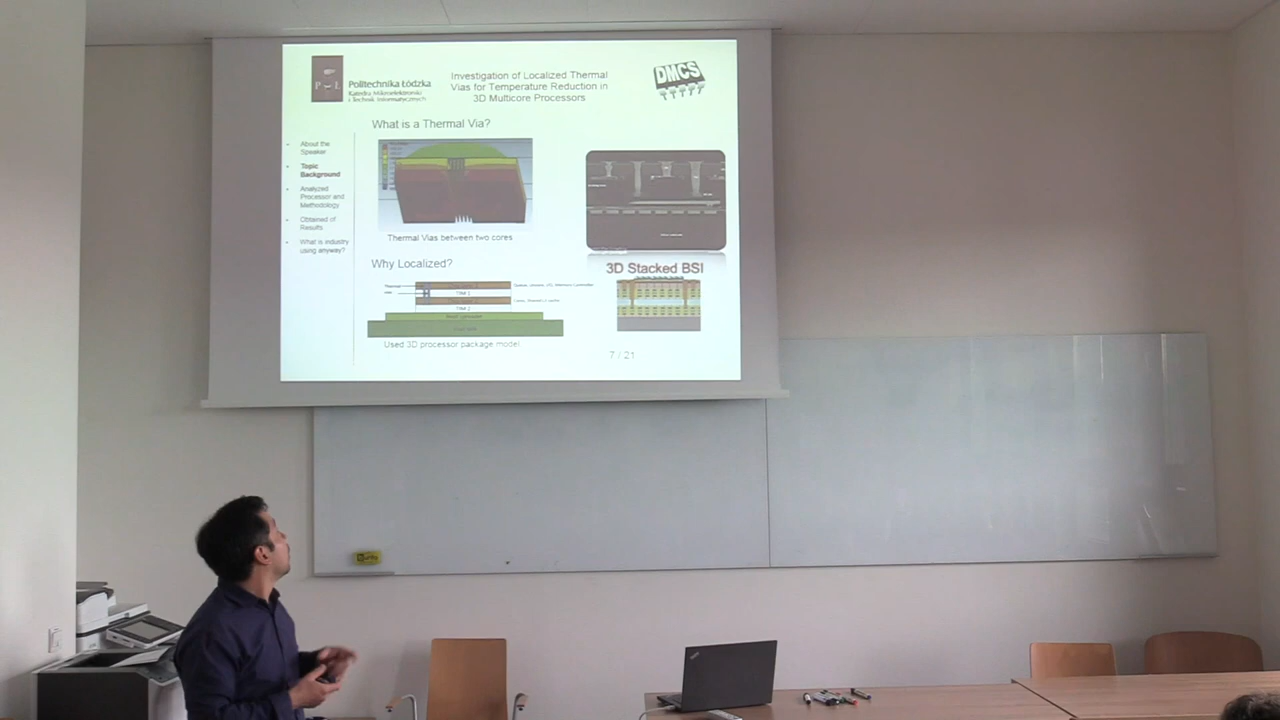 P Ł
Politechnika Łódzka
Katedra Mikroelektroniki
i Technik Informatycznych
Investigation of Localized Thermal
Vias for Temperature Reduction in
3D Multicore Processors
DMCS
What is a Thermal Via?
About the
Speaker
Topic
Background
Analyzed
Processor and
Methodology
Obtained of
Results
What is industry
using anyway?
Thermal Vias between two cores
Why Localized?
Thermal
Used 3D processor package model
3D Stacked BSI
7 / 21